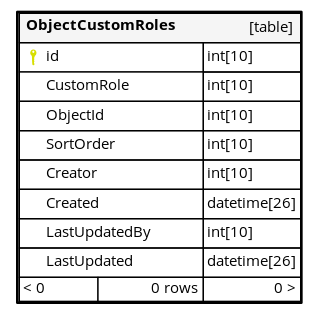 ObjectCustomRoles [table]
id int[10]
CustomRole int[10]
ObjectId int[10]
SortOrder int[10]
Creator int[10]
Created datetime[26]
LastUpdatedBy int[10]
LastUpdated datetime[26]
< 0 0 rows 0 >